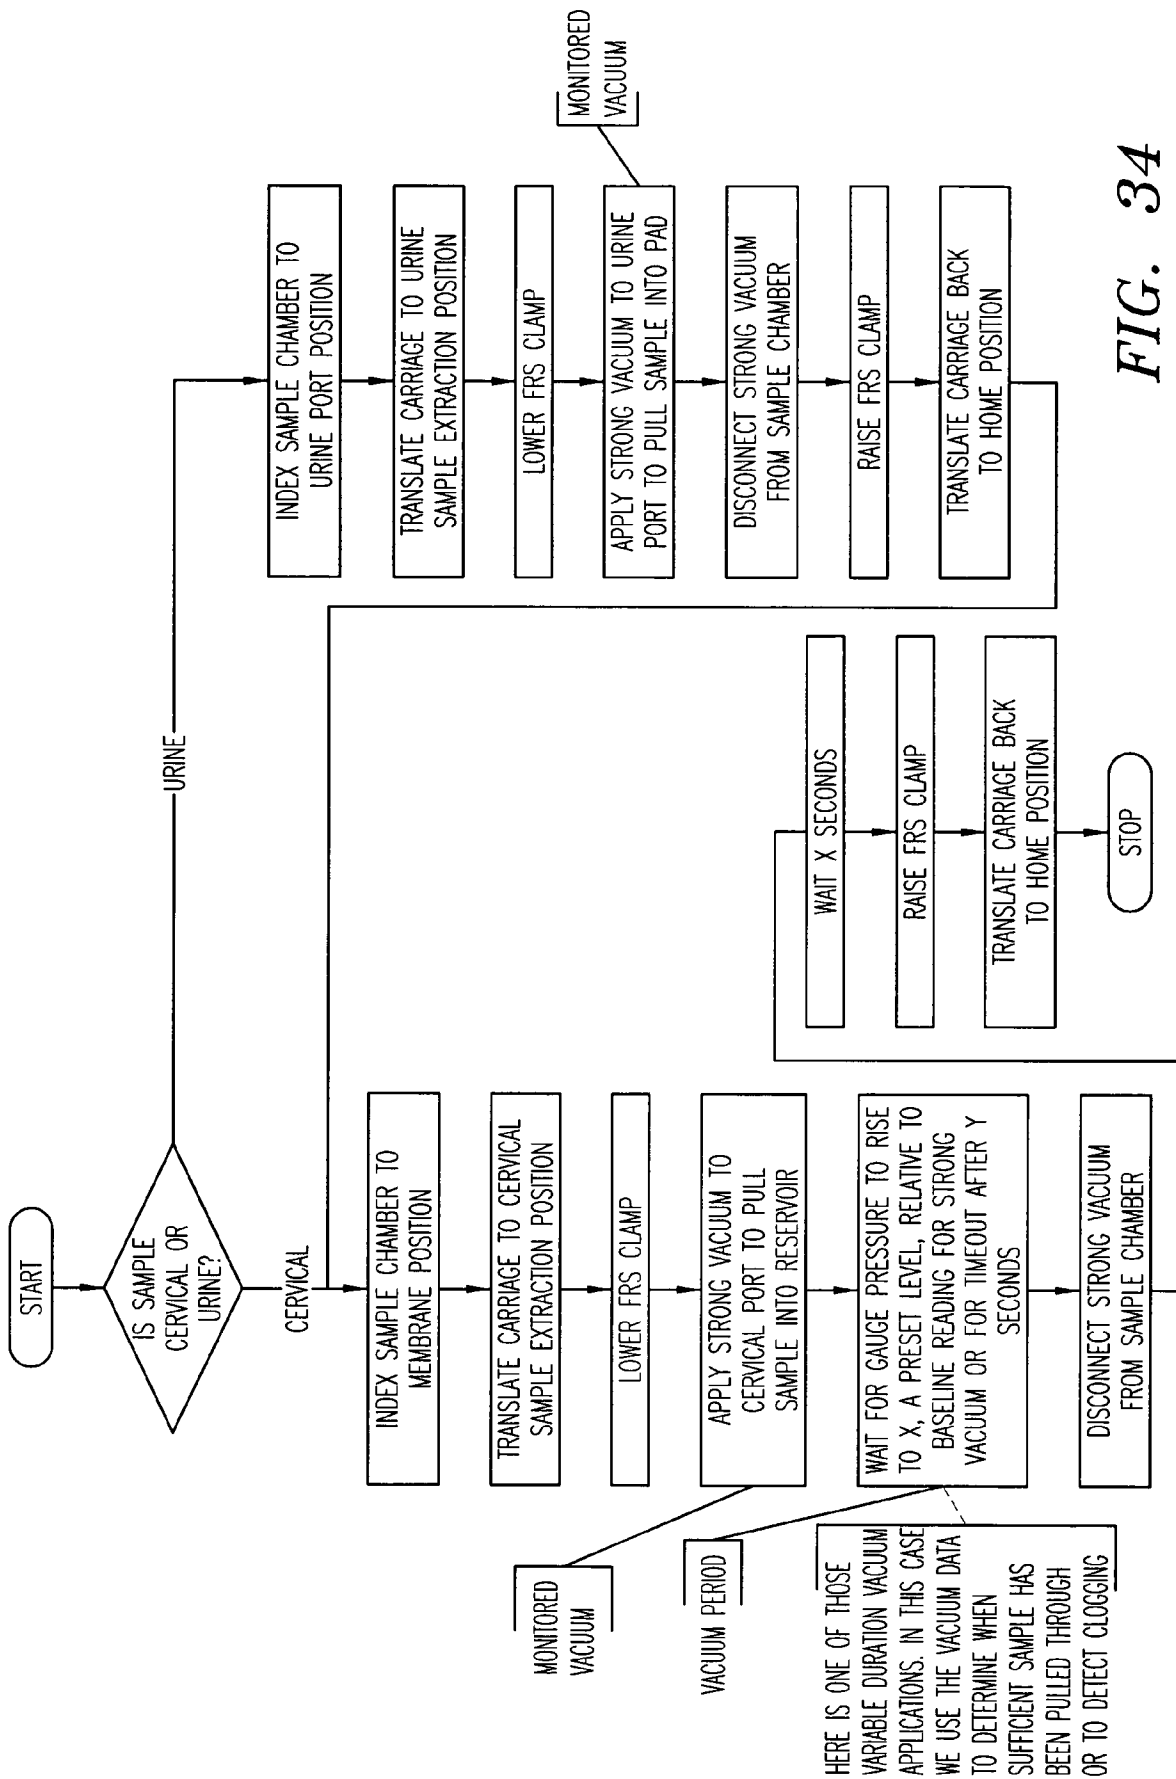 START
IS SAMPLE
CERVICAL OR
URINE?
URINE
CERVICAL
INDEX SAMPLE CHAMBER TO
MEMBRANE POSITION
TRANSLATE CARRIAGE TO CERVICAL
SAMPLE EXTRACTION POSITION
LOWER FRS CLAMP
APPLY STRONG VACUUM TO
CERVICAL PORT TO PULL
SAMPLE INTO RESERVOIR
MONITORED
VACUUM
WAIT FOR GAUGE PRESSURE TO RISE
TO X, A PRESET LEVEL, RELATIVE TO
BASELINE READING FOR STRONG
VACUUM OR FOR TIMEOUT AFTER Y
SECONDS
VACUUM PERIOD
HERE IS ONE OF THOSE
VARIABLE DURATION VACUUM
APPLICATIONS. IN THIS CASE
WE USE THE VACUUM DATA
TO DETERMINE WHEN
SUFFICIENT SAMPLE HAS
BEEN PULLED THROUGH
OR TO DETECT CLOGGING
DISCONNECT STRONG VACUUM
FROM SAMPLE CHAMBER
WAIT X SECONDS
RAISE FRS CLAMP
TRANSLATE CARRIAGE BACK
TO HOME POSITION
STOP
INDEX SAMPLE CHAMBER TO
URINE PORT POSITION
TRANSLATE CARRIAGE TO URINE
SAMPLE EXTRACTION POSITION
LOWER FRS CLAMP
APPLY STRONG VACUUM TO URINE
PORT TO PULL SAMPLE INTO PAD
MONITORED
VACUUM
DISCONNECT STRONG VACUUM
FROM SAMPLE CHAMBER
RAISE FRS CLAMP
TRANSLATE CARRIAGE BACK
TO HOME POSITION
FIG. 34